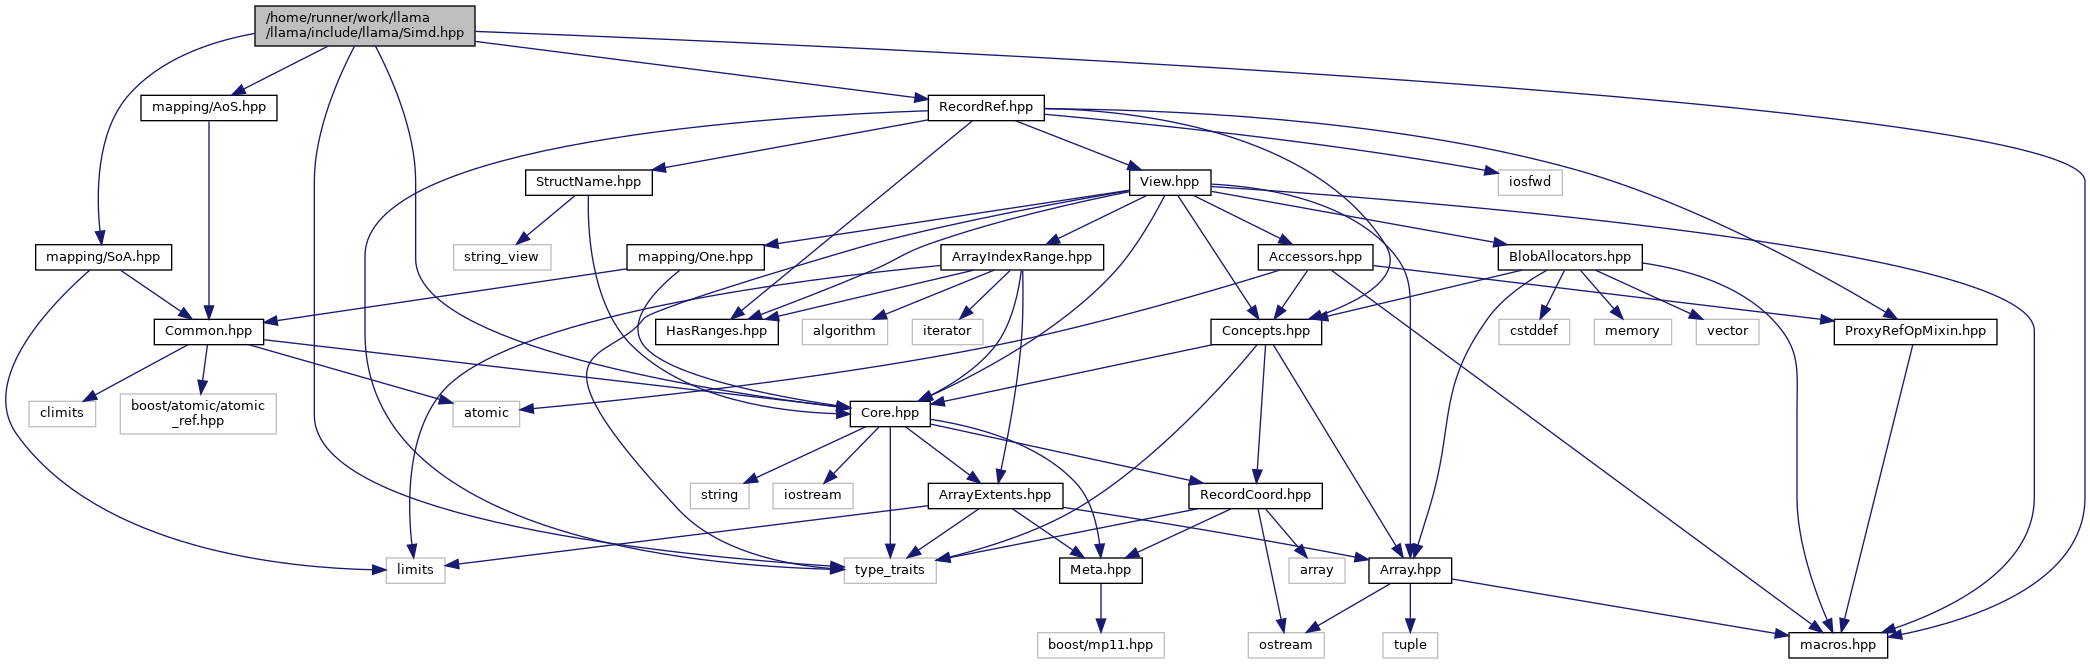 /home/runner/work/llama
/llama/include/llama/Simd.hpp
mapping/AoS.hpp
RecordRef.hpp
StructName.hpp
View.hpp
iosfwd
mapping/SoA.hpp
string_view
mapping/One.hpp
ArrayIndexRange.hpp
Accessors.hpp
BlobAllocators.hpp
Common.hpp
HasRanges.hpp
algorithm
iterator
Concepts.hpp
cstddef
memory
vector
ProxyRefOpMixin.hpp
climits
boost/atomic/atomic
_ref.hpp
atomic
Core.hpp
string
iostream
ArrayExtents.hpp
RecordCoord.hpp
limits
type_traits
Meta.hpp
array
Array.hpp
boost/mp11.hpp
ostream
tuple
macros.hpp